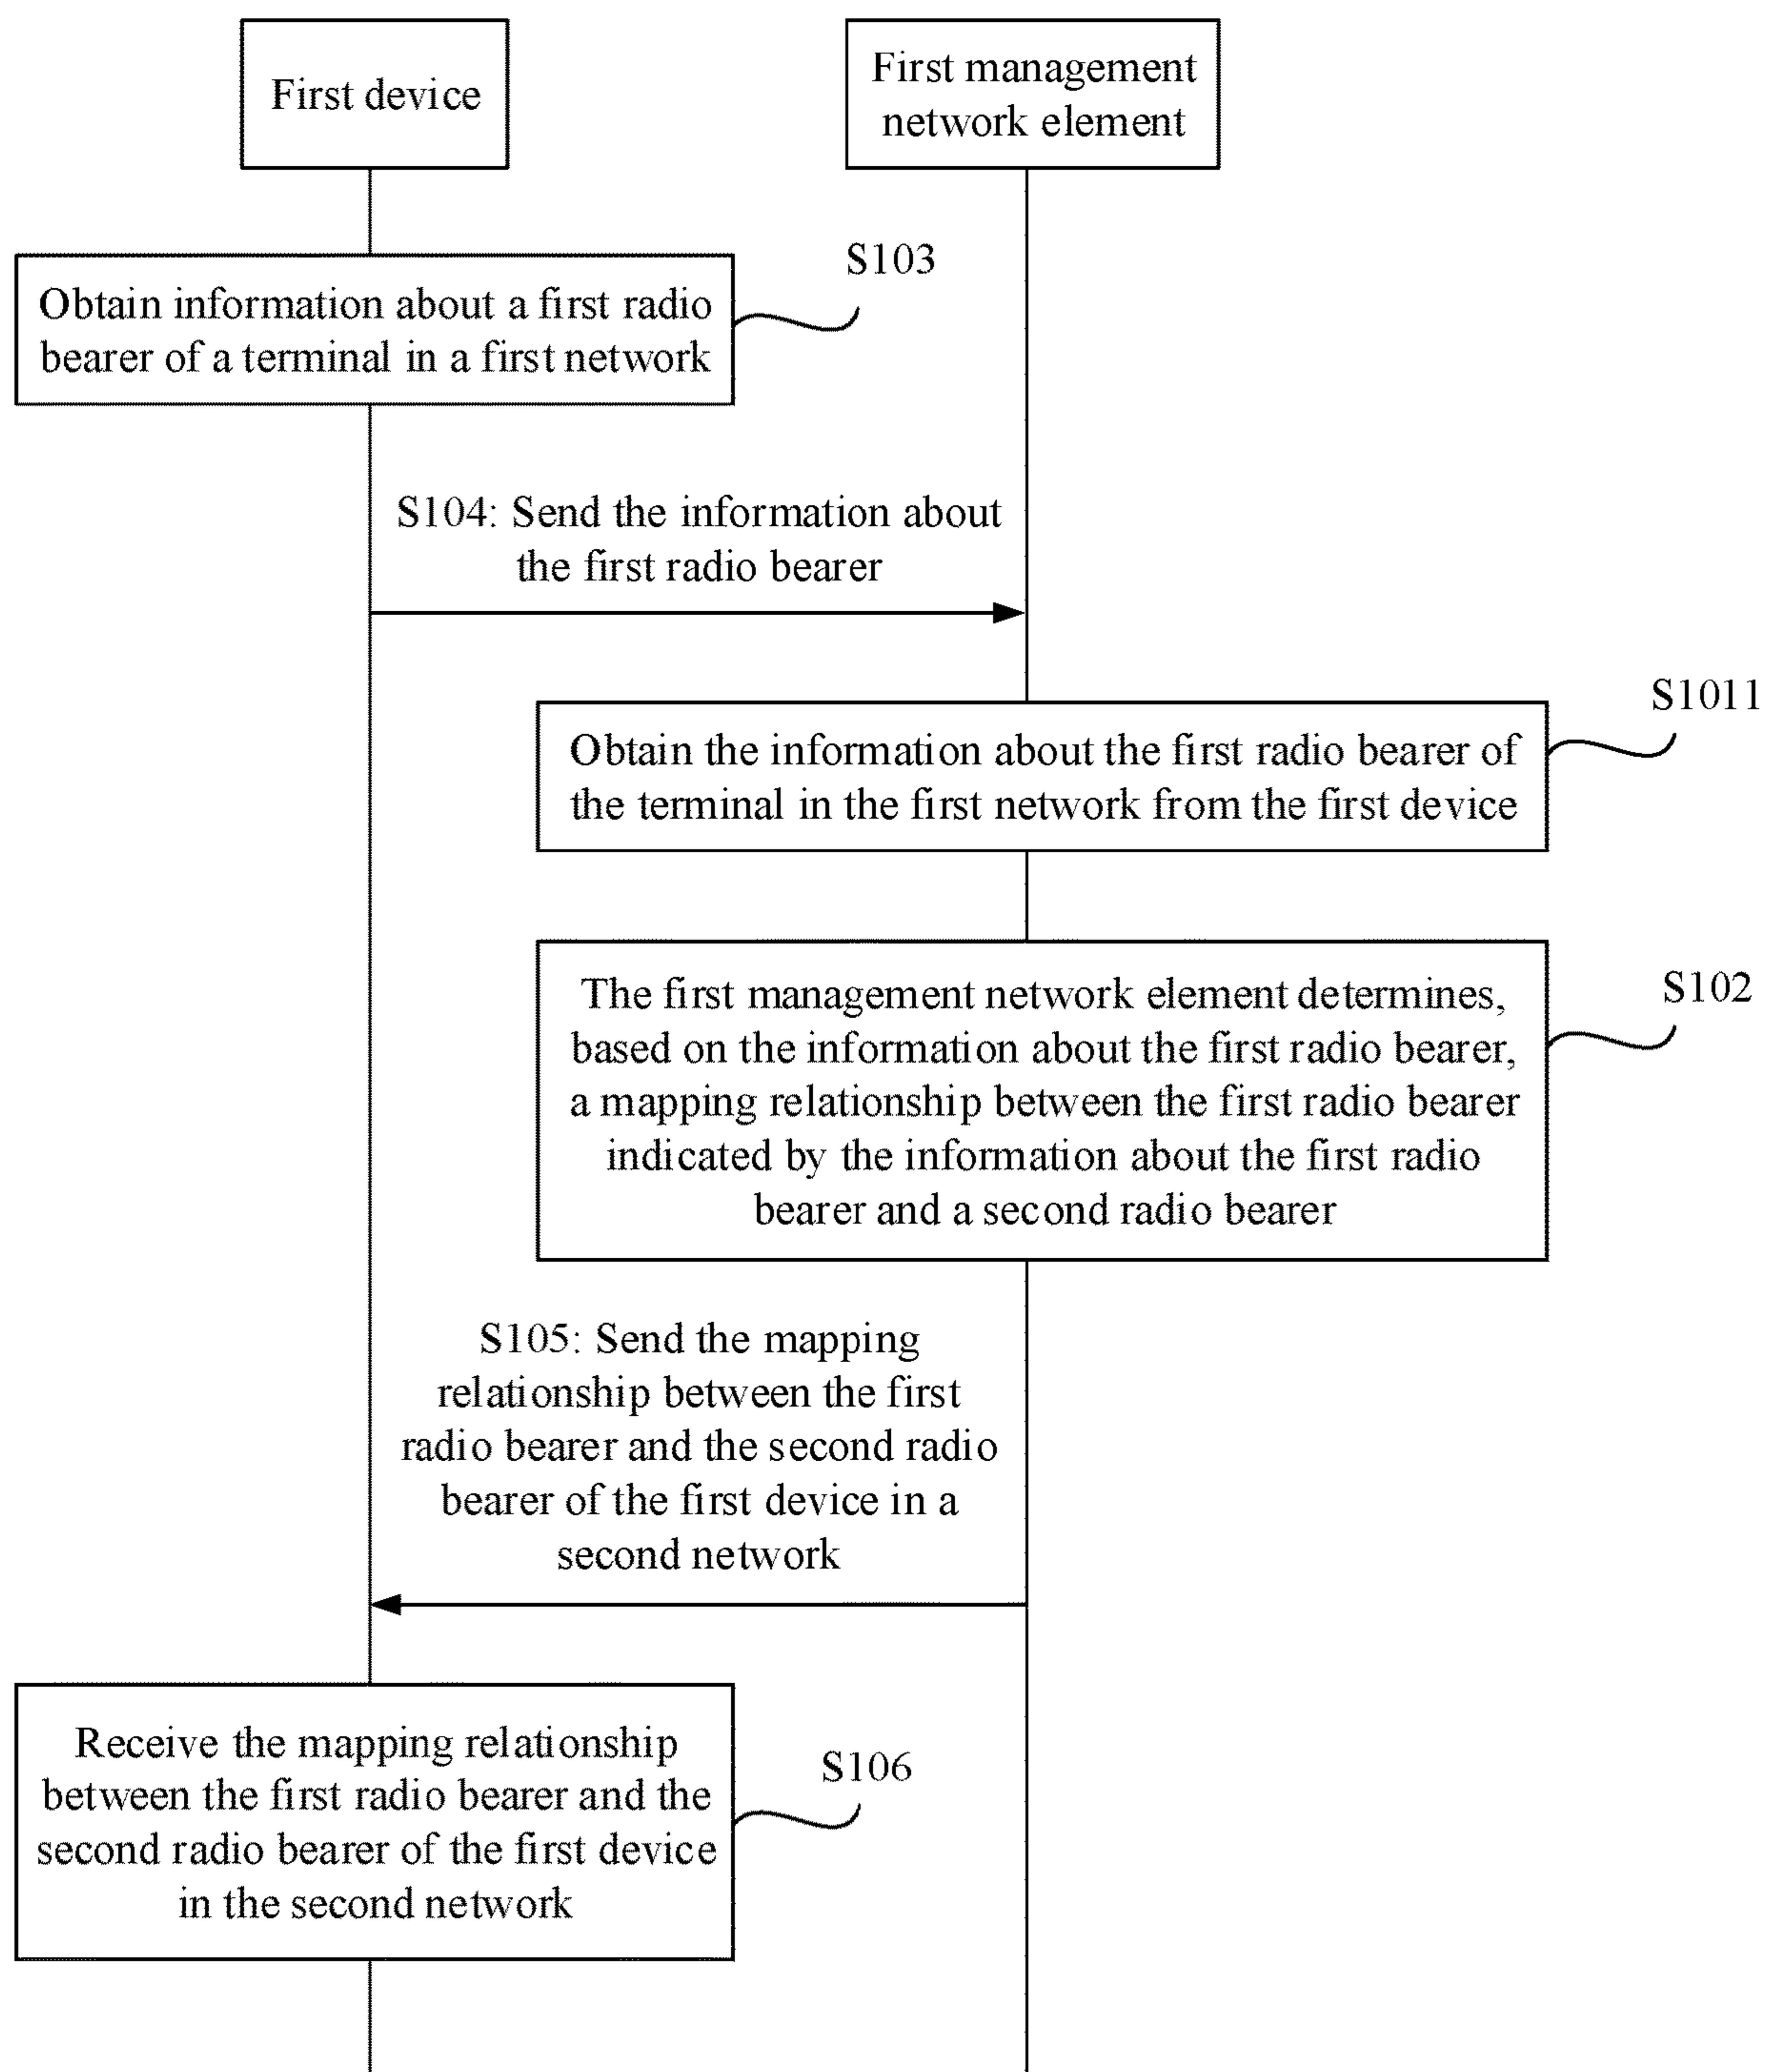 First device
First management
network element
S103
Obtain information about a first radio
bearer of a terminal in a first network
S104: Send the information about
the first radio bearer
S1011
Obtain the information about the first radio bearer of
the terminal in the first network from the first device
S102
The first management network element determines,
based on the information about the first radio bearer,
a mapping relationship between the first radio bearer
indicated by the information about the first radio
bearer and a second radio bearer
S105: Send the mapping
relationship between the first
radio bearer and the second radio
bearer of the first device in a
second network
Receive the mapping relationship
between the first radio bearer and the
second radio bearer of the first device
in the second network
S106